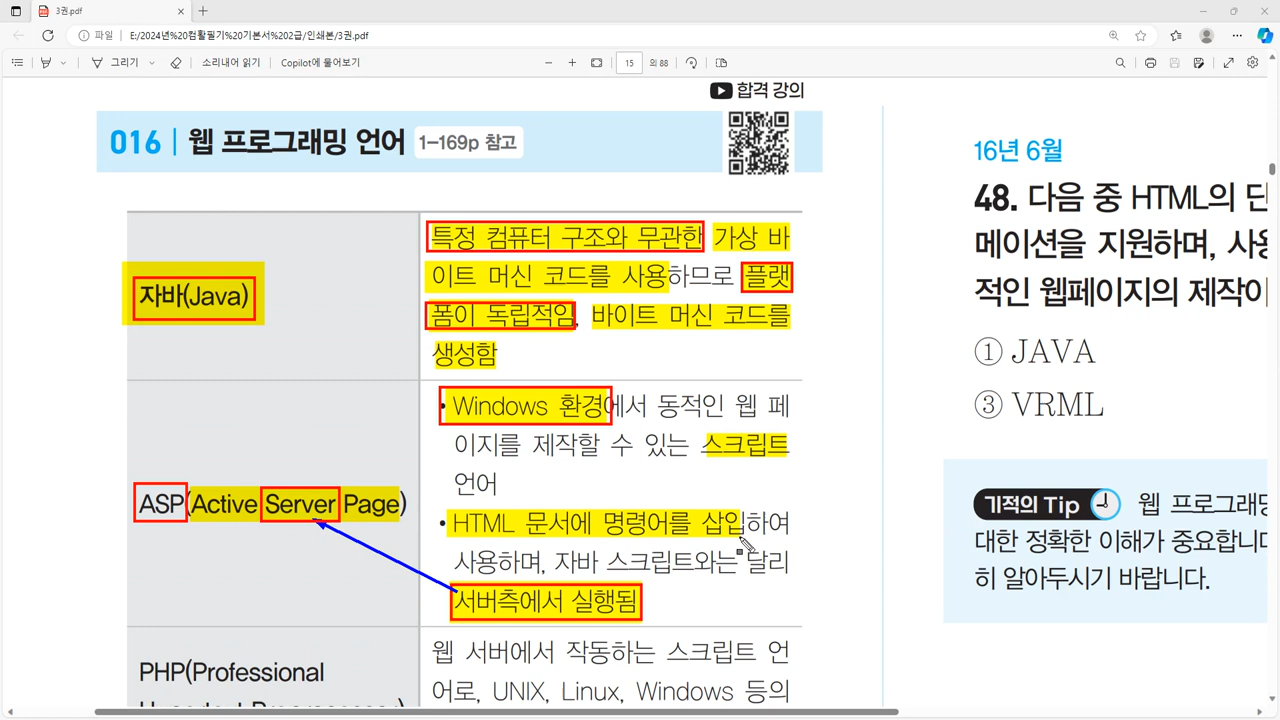 3권.pdf
파일
E:/2024년%20컴활필기%20기본서%202급/인쇄본/3권.pdf
그리기
소리내어 읽기
Copilot에 물어보기
15
의 88
합격 강의
016 | 웹 프로그래밍 언어 1-169p 참고
자바(Java)
특정 컴퓨터 구조와 무관한 가상 바
이트 머신 코드를 사용하므로 플랫
폼이 독립적임, 바이트 머신 코드를
생성함
ASP(Active Server Page)
• Windows 환경에서 동적인 웹 페
이지를 제작할 수 있는 스크립트
언어
• HTML 문서에 명령어를 삽입하여
사용하며, 자바 스크립트와는 달리
서버측에서 실행됨
PHP(Professional
웹 서버에서 작동하는 스크립트 언
어로, UNIX, Linux, Windows 등의
16년 6월
48. 다음 중 HTML의 단
메이션을 지원하며, 사용
적인 웹페이지의 제작이
① JAVA
③ VRML
기적의 Tip 웹 프로그래밍
대한 정확한 이해가 중요합니다
히 알아두시기 바랍니다.